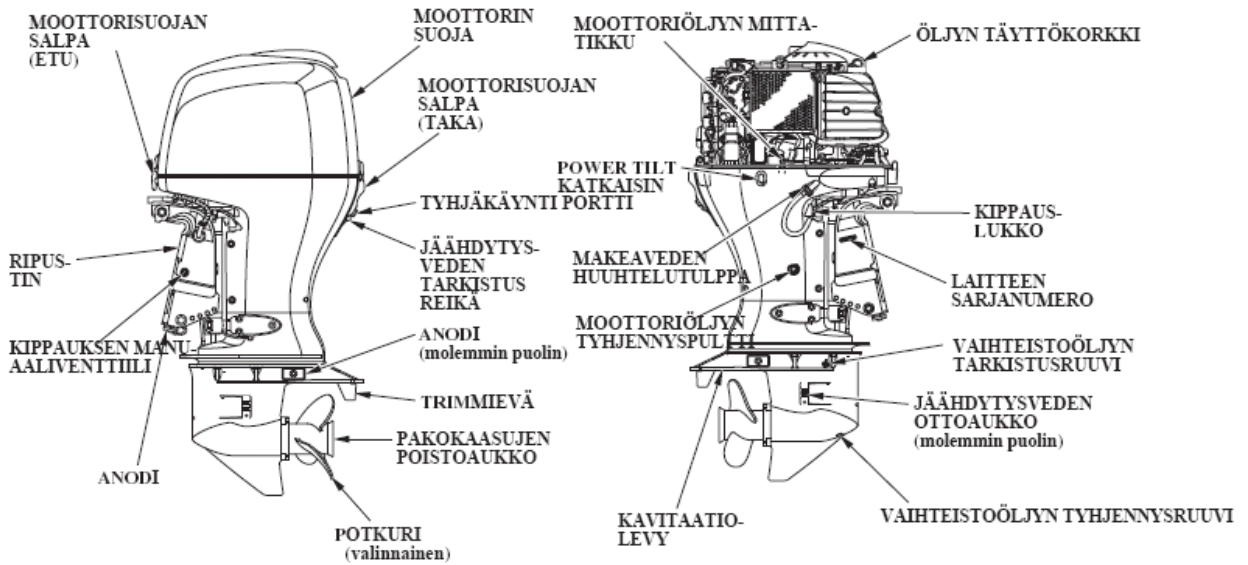 MOOTTORISUOJAN
SALPA
(ETU)
MOOTTORIN
SUOJA
MOOTTORISUOJAN
SALPA
(TAKA)
TYHJÄKÄYNTI PORTTI
JÄÄHDYTYS-
VEDEN
TARKISTUS
REIKÄ
RIPUS-
TIN
KIPPAUKSEN MANU-
AALIVENTTIILI
ANODI
(molemmin puolin)
TRIMMIEVÄ
PAKOKAASUJEN
POISTOAUKKO
ANODI
POTKURI
(valinnainen)
MOOTTORIÖLJYN MITTA-
TIKKU
ÖLJYN TÄYTTÖKORKKI
POWER TILT
KATKAISIN
KIPPAUS-
LUKKO
MAKEAVEDEN
HUUHTELUTULPPA
LAITTEEN
SARJANUMERO
MOOTTORIÖLJYN
TYHJENNYSPULTTI
VAIHTEISTOÖLJYN
TARKISTUSRUUVI
JÄÄHDYTYSVEDEN
OTTOAUKKO
(molemmin puolin)
KAVITAATIO-
LEVY
VAIHTEISTOÖLJYN TYHJENNYSRUUVI